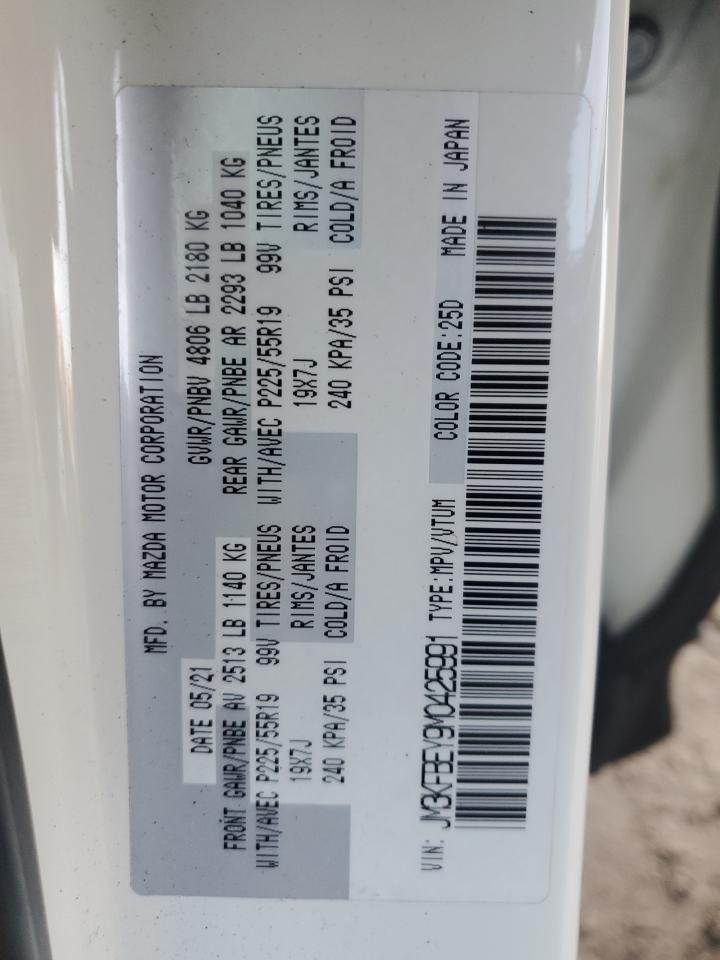 MFD. BY MAZDA MOTOR CORPORATION
DATE 05/21 GVWR/PNBV 4806 LB 2180 KG
FRONT GAWR/PNBE AV 2513 LB 1140 KG REAR GAWR/PNBE AR 2293 LB 1040 KG
WITH/AVEC P225/55R19 99V TIRES/PNEUS WITH/AVEC P225/55R19 99V TIRES/PNEUS
19X7J RIMS/JANTES 19X7J RIMS/JANTES
240 KPA/35 PSI COLD/A FROID 240 KPA/35 PSI COLD/A FROID
VIN: JM3KFBEY9M0425991 TYPE:MPV/VTUM COLOR CODE:25D MADE IN JAPAN